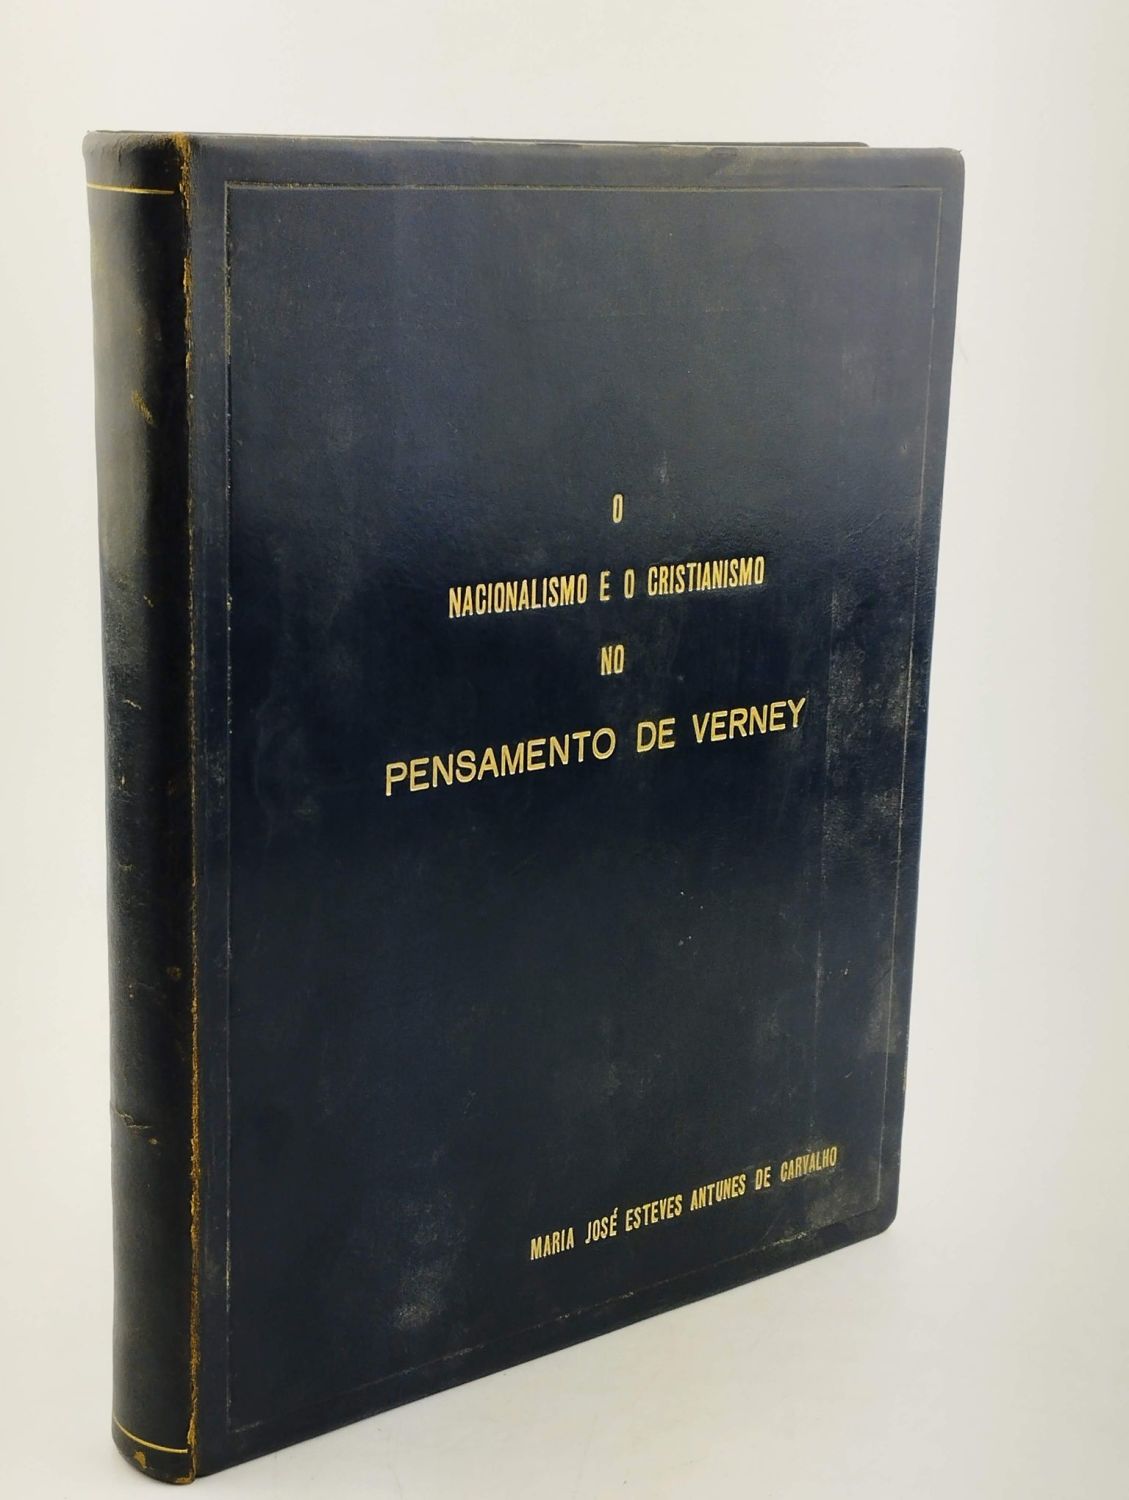 O
NACIONALISMO E O CRISTIANISMO
NO
PENSAMENTO DE VERNEY
MARIA JOSÉ ESTEVES ANTUNES DE CARVALHO